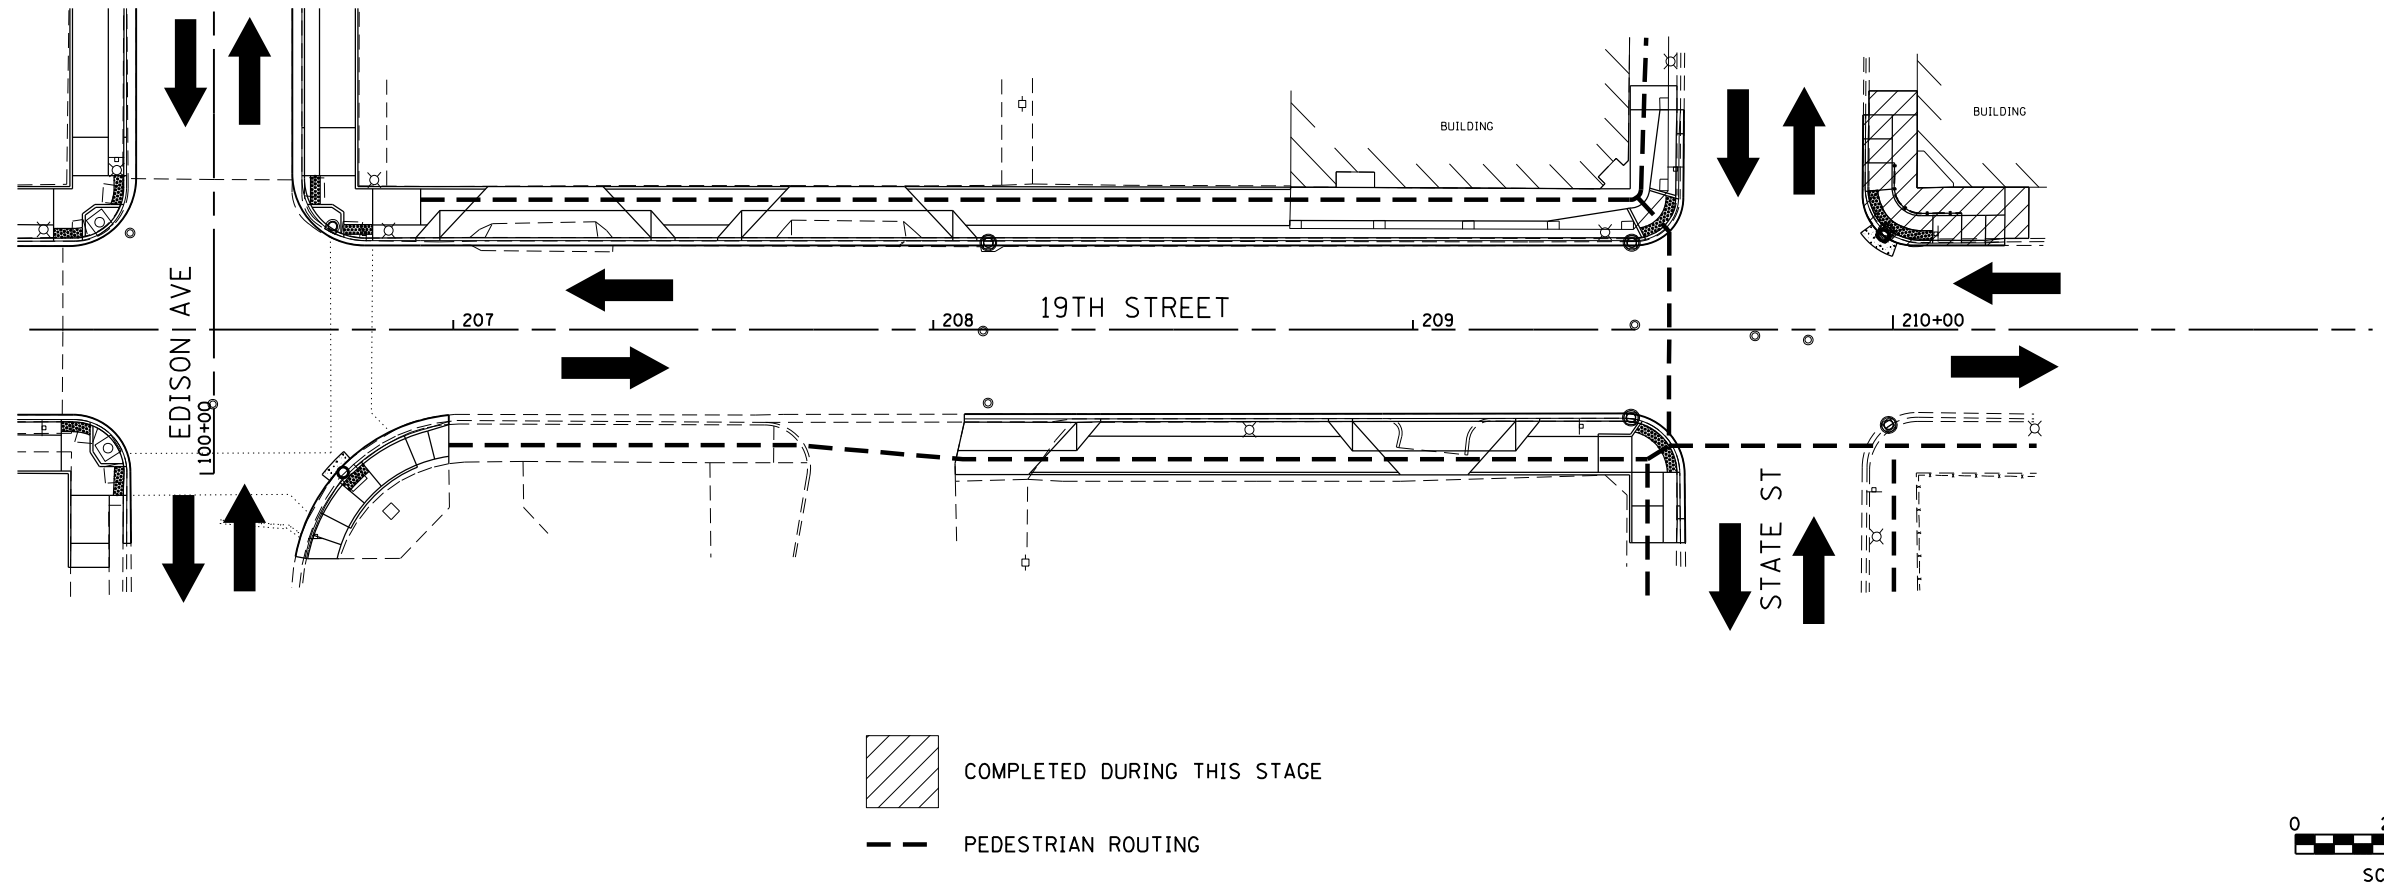 BUILDING
BUILDING
EDISON AVE
100+00
19TH STREET
207
208
209
210+00
STATE ST
COMPLETED DURING THIS STAGE
PEDESTRIAN ROUTING
0